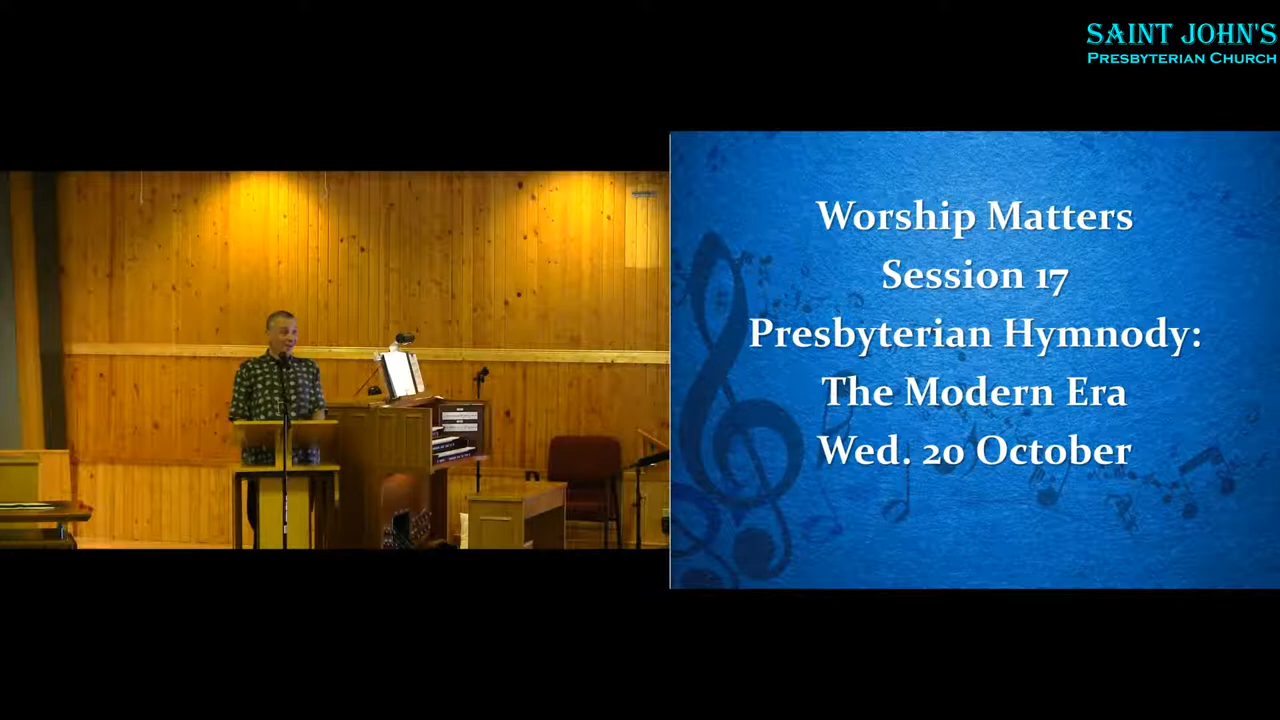 SAINT JOHN'S
PRESBYTERIAN CHURCH
Worship Matters
Session 17
Presbyterian Hymnody:
The Modern Era
Wed. 20 October